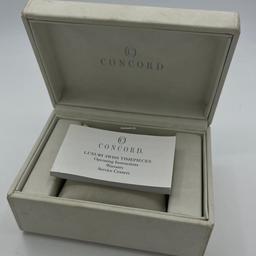 CONCORD
CONCORD
LUXURY SWISS TIMEPIECES
Operating Instructions
Warranty
Service Centers